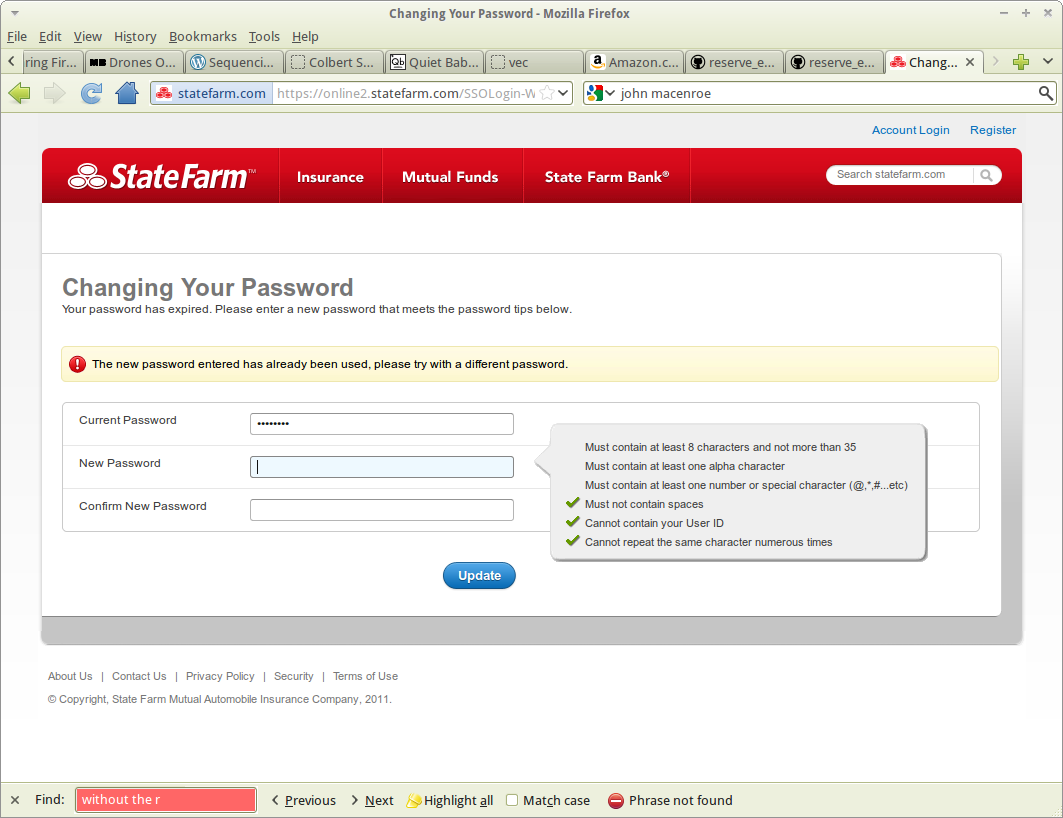 Changing Your Password - Mozilla Firefox
File Edit View History Bookmarks Tools Help
ring Fir... Drones O... Sequenci... Colbert S... Quiet Bab... vec Amazon.c... reserve_e... reserve_e... Chang...
statefarm.com https://online2.statefarm.com/SSOLogin-W john macenroe
Account Login Register
State Farm™ Insurance Mutual Funds State Farm Bank® Search statefarm.com
Changing Your Password
Your password has expired. Please enter a new password that meets the password tips below.
The new password entered has already been used, please try with a different password.
Current Password ••••••••
New Password
Confirm New Password
Must contain at least 8 characters and not more than 35
Must contain at least one alpha character
Must contain at least one number or special character (@,*,#...etc)
Must not contain spaces
Cannot contain your User ID
Cannot repeat the same character numerous times
Update
About Us | Contact Us | Privacy Policy | Security | Terms of Use
© Copyright, State Farm Mutual Automobile Insurance Company, 2011.
Find: without the r Previous Next Highlight all Match case Phrase not found